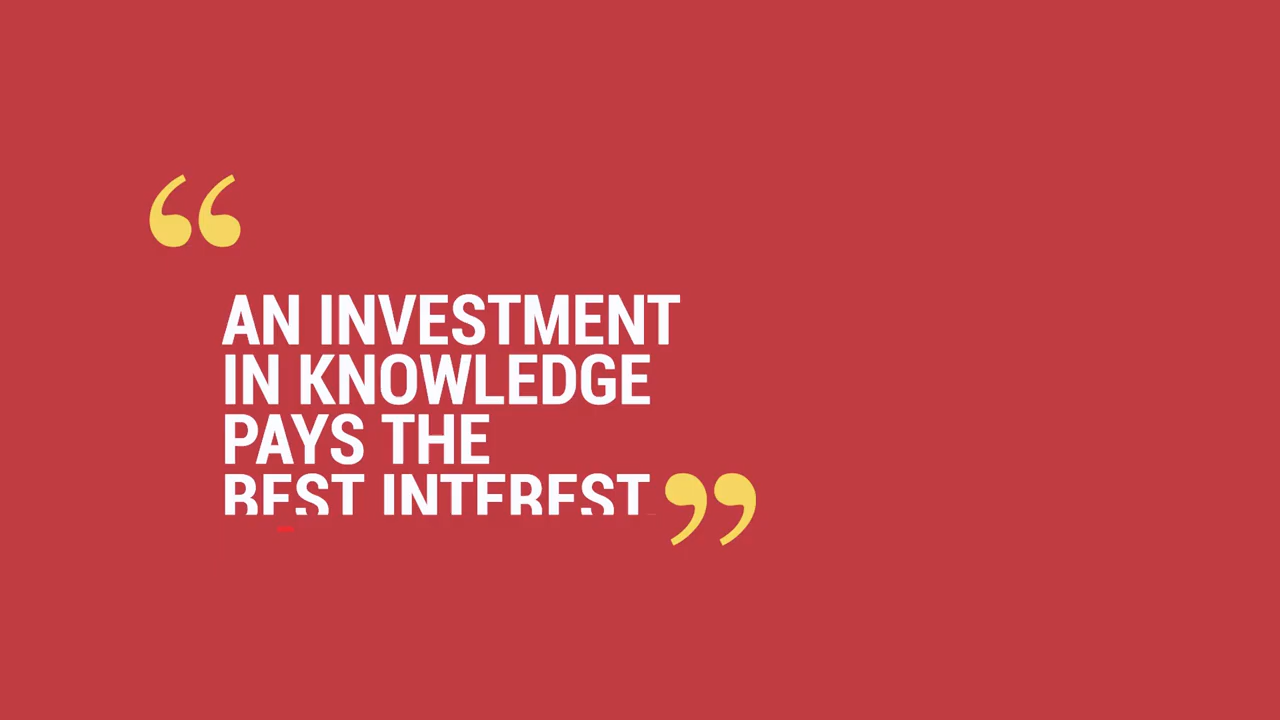 “
AN INVESTMENT
IN KNOWLEDGE
PAYS THE
BEST INTEREST
”